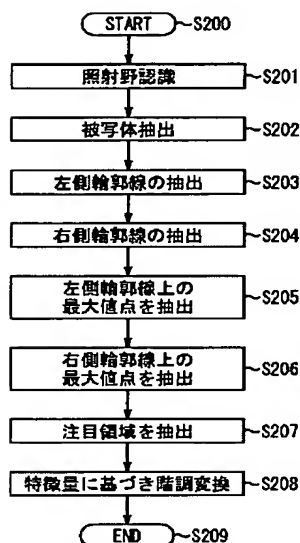 START ~S200
照射野認識 ~S201
被写体抽出 ~S202
左側輪郭線の抽出 ~S203
右側輪郭線の抽出 ~S204
左側輪郭線上の
最大値点を抽出 ~S205
右側輪郭線上の
最大値点を抽出 ~S206
注目領域を抽出 ~S207
特徴量に基づき階調変換 ~S208
END ~S209